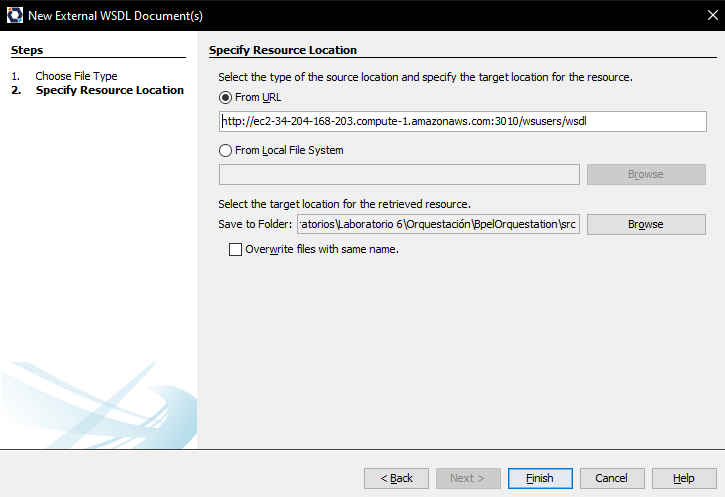 New External WSDL Document(s)
Steps
1. Choose File Type
2. Specify Resource Location
Specify Resource Location
Select the type of the source location and specify the target location for the resource.
From URL
http://ec2-34-204-168-203.compute-1.amazonaws.com:3010/wsusers/wsdl
From Local File System
Browse
Select the target location for the retrieved resource.
Save to Folder: ratorios\Laboratorio 6\Orquestación\BpelOrquestation\src Browse
Overwrite files with same name.
< Back Next > Finish Cancel Help